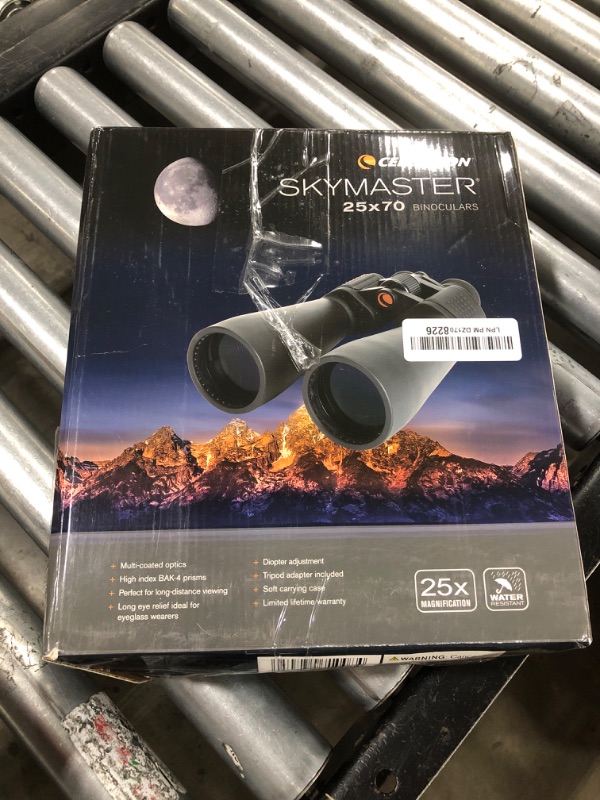 CELESTRON
SKYMASTER®
25x70 BINOCULARS
LPN PM DZ170 8226
+ Multi-coated optics
+ High index BAK-4 prisms
+ Perfect for long-distance viewing
+ Long eye relief ideal for
eyeglass wearers
+ Diopter adjustment
+ Tripod adapter included
+ Soft carrying case
+ Limited lifetime warranty
25x
MAGNIFICATION
WATER
RESISTANT
WARNING: